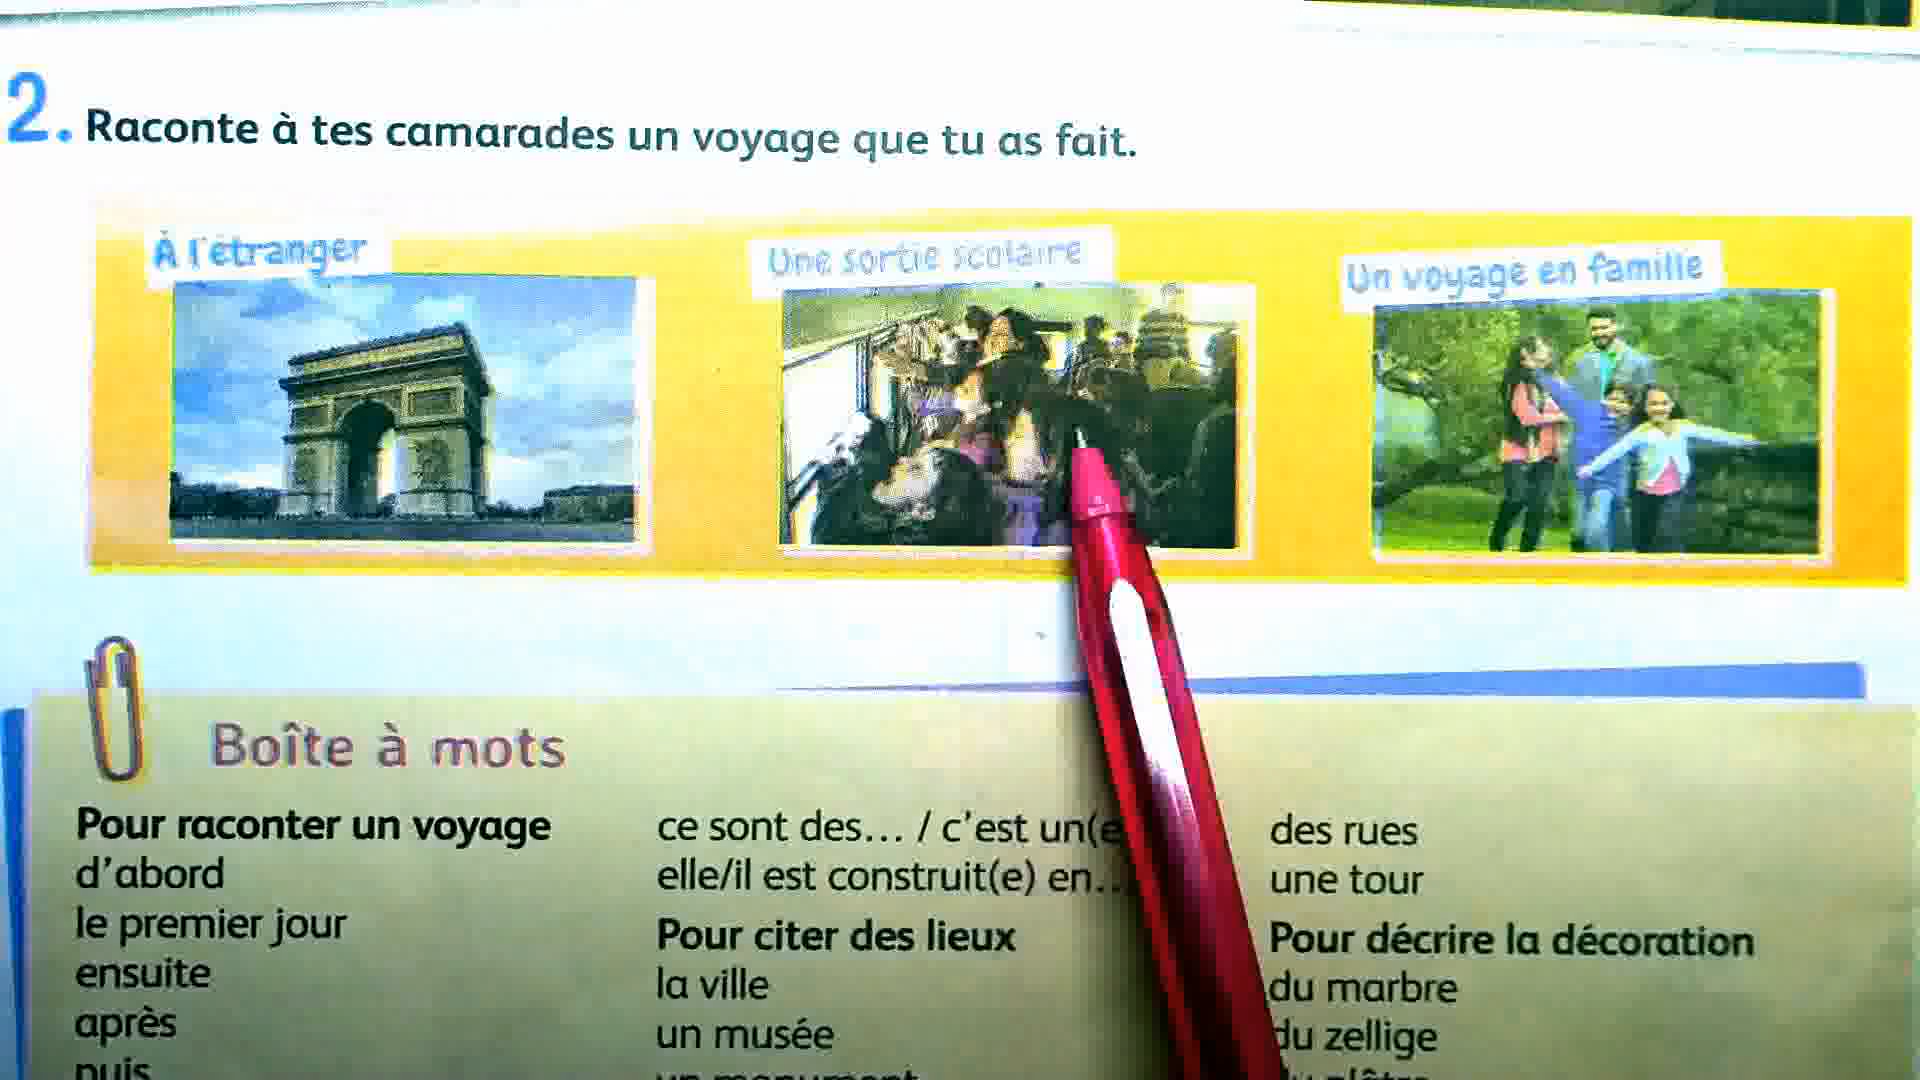 2. Raconte à tes camarades un voyage que tu as fait.
À l'étranger
Une sortie scolaire
Un voyage en famille
Boîte à mots
Pour raconter un voyage
d'abord
le premier jour
ensuite
après
puis
ce sont des... / c'est un(e
elle/il est construit(e) en..
Pour citer des lieux
la ville
un musée
un monument
des rues
une tour
Pour décrire la décoration
du marbre
du zellige
du plâtre